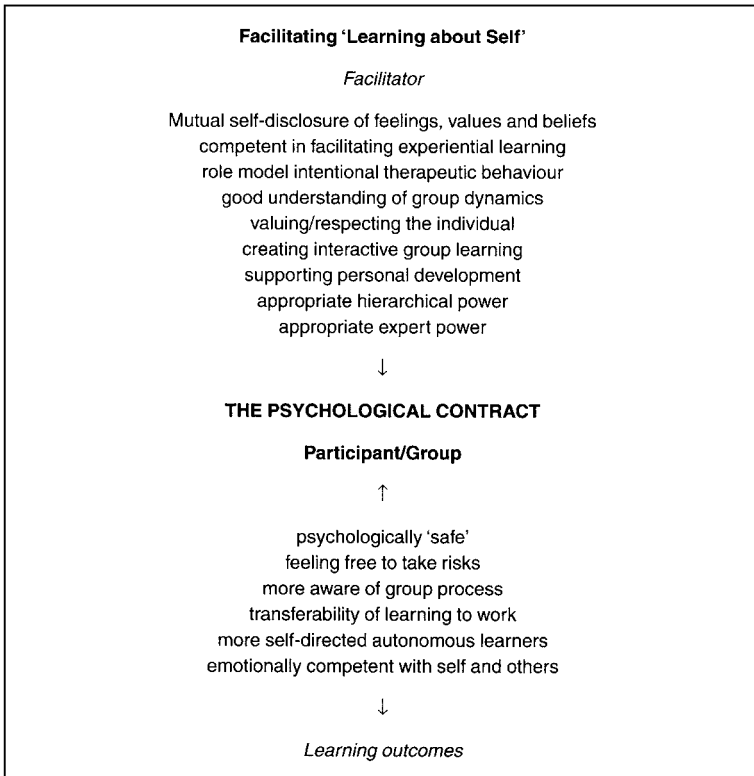 Facilitating ‘Learning about Self’
Facilitator
Mutual self-disclosure of feelings, values and beliefs
competent in facilitating experiential learning
role model intentional therapeutic behaviour
good understanding of group dynamics
valuing/respecting the individual
creating interactive group learning
supporting personal development
appropriate hierarchical power
appropriate expert power
↓
THE PSYCHOLOGICAL CONTRACT
Participant/Group
↑
psychologically ‘safe’
feeling free to take risks
more aware of group process
transferability of learning to work
more self-directed autonomous learners
emotionally competent with self and others
↓
Learning outcomes